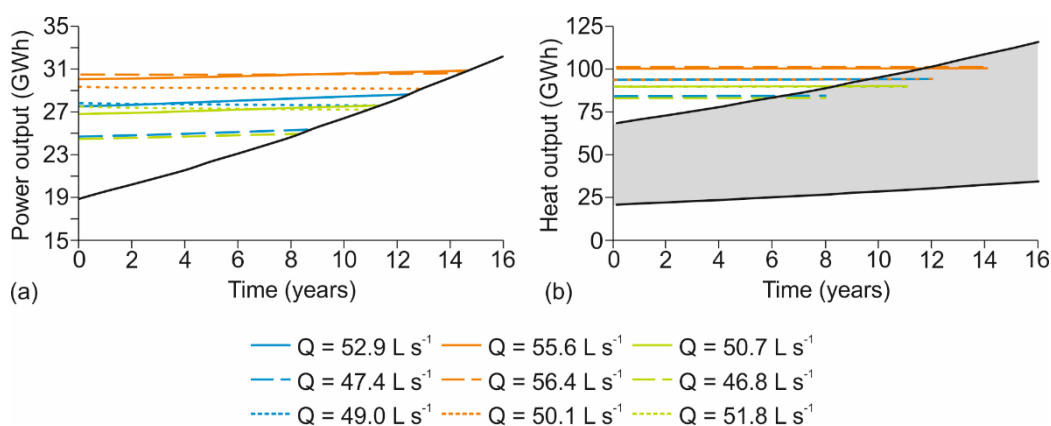 Power output (GWh)
35
31
27
23
19
15
0 2 4 6 8 10 12 14 16
Time (years)
(a)
Heat output (GWh)
125
100
75
50
25
0
0 2 4 6 8 10 12 14 16
Time (years)
(b)
Q = 52.9 L s⁻¹ Q = 55.6 L s⁻¹ Q = 50.7 L s⁻¹
Q = 47.4 L s⁻¹ Q = 56.4 L s⁻¹ Q = 46.8 L s⁻¹
Q = 49.0 L s⁻¹ Q = 50.1 L s⁻¹ Q = 51.8 L s⁻¹